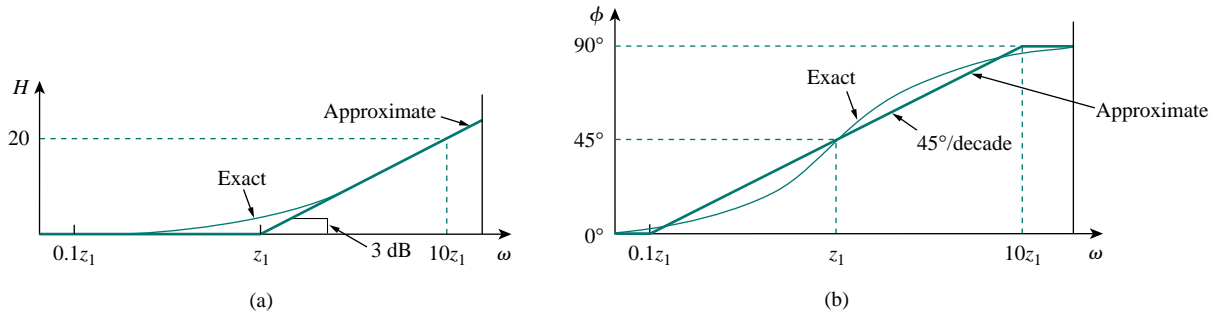 H
20
Approximate
Exact
3 dB
0.1z₁
z₁
10z₁
ω
(a)
ϕ
90°
45°
0°
Exact
Approximate
45°/decade
0.1z₁
z₁
10z₁
ω
(b)